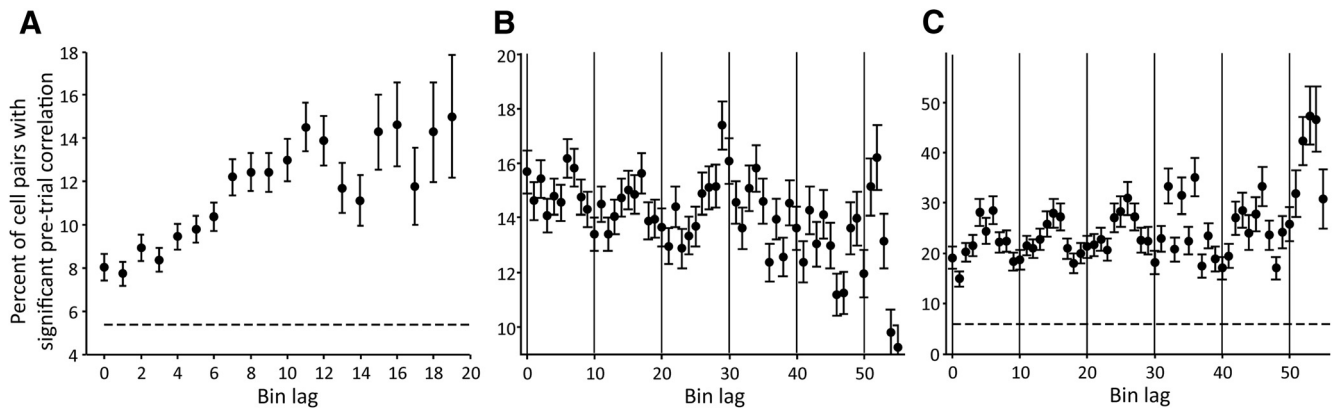 A
B
C
Percent of cell pairs with
significant pre-trial correlation
18
16
14
12
10
8
6
4
0 2 4 6 8 10 12 14 16 18 20
Bin lag
20
18
16
14
12
10
0 10 20 30 40 50
Bin lag
50
40
30
20
10
0
0 10 20 30 40 50
Bin lag